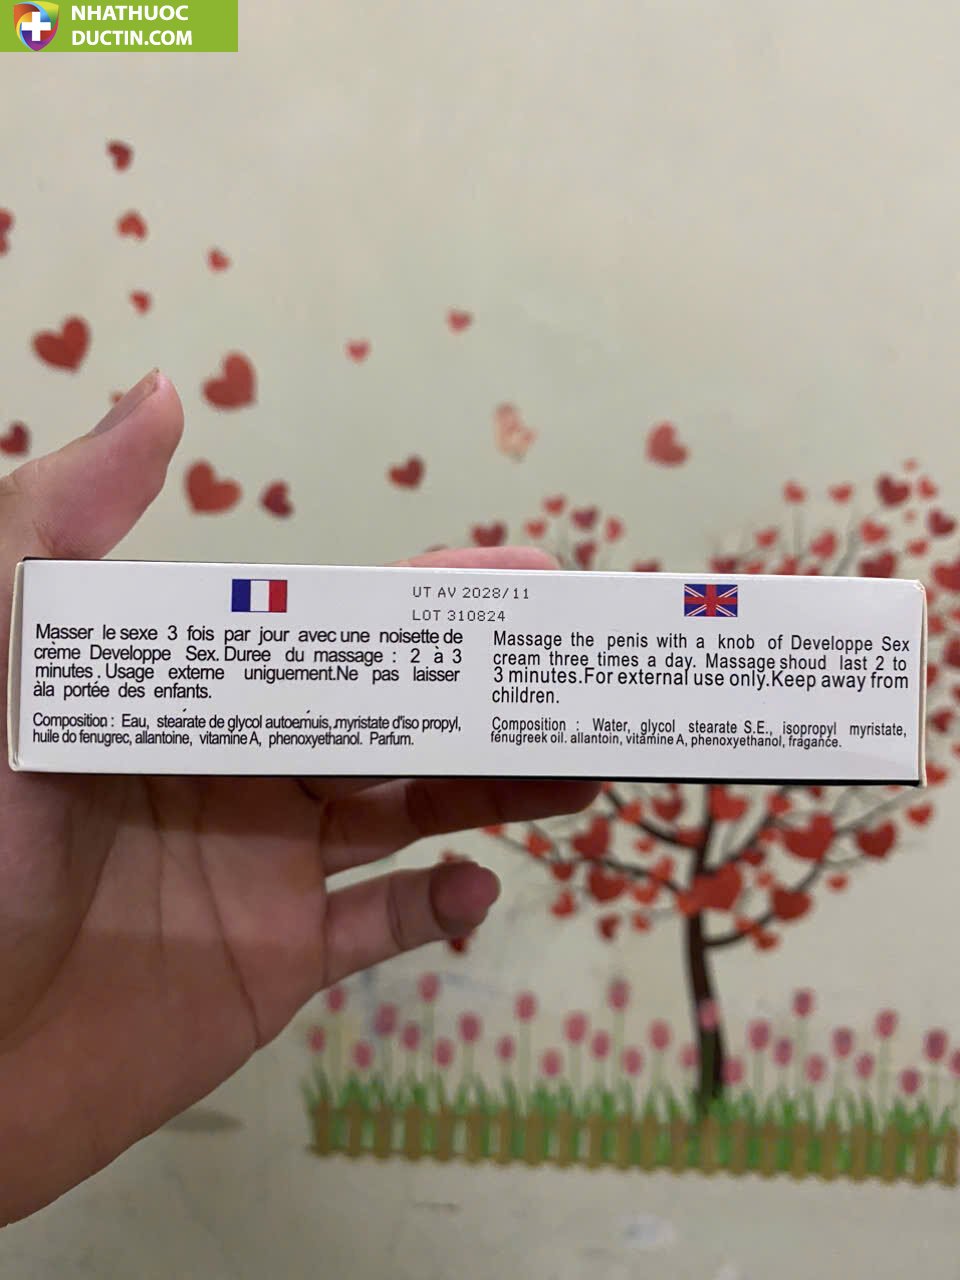 NHATHUOC
DUCTIN.COM
UT AV 2028/11
LOT 310824
Masser le sexe 3 fois par jour avec une noisette de
crème Developpe Sex. Duree du massage : 2 à 3
minutes. Usage externe uniguement.Ne pas laisser
àla portée des enfants.
Composition : Eau, stearate de glycol autoemuis, myristate d'iso propyl,
huile do fenugrec, allantoine, vitamine A, phenoxyethanol. Parfum.
Massage the penis with a knob of Developpe Sex
cream three times a day. Massage shoud last 2 to
3 minutes.For external use only.Keep away from
children.
Composition : Water, glycol stearate S.E., isopropyl myristate,
fenugreek oil. allantoin, vitamine A, phenoxyethanol, fragance.